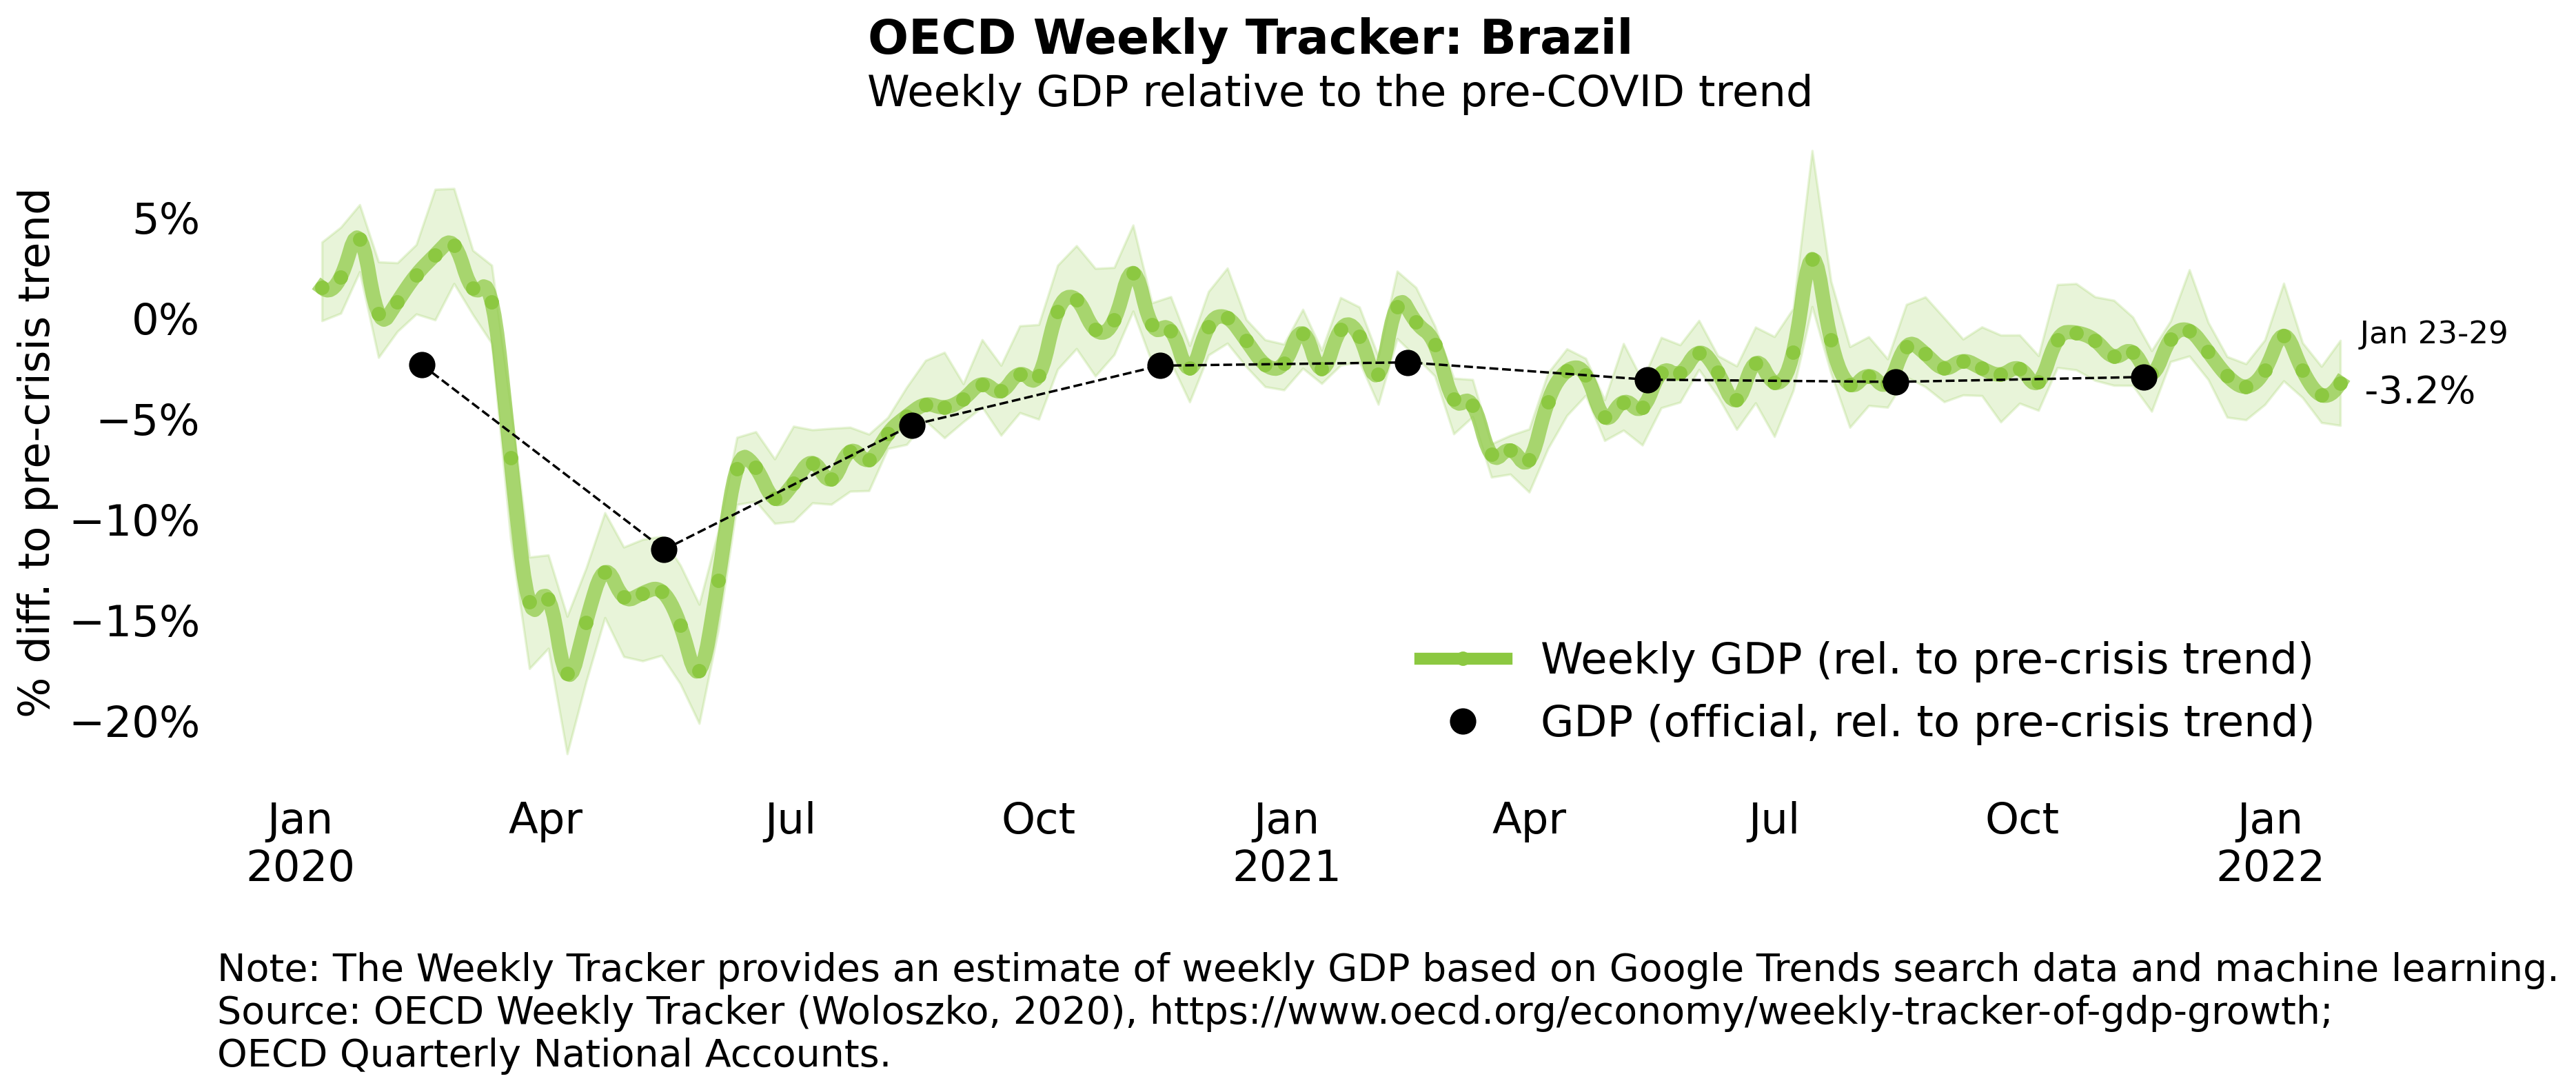 OECD Weekly Tracker: Brazil
Weekly GDP relative to the pre-COVID trend
% diff. to pre-crisis trend
5%
0%
−5%
−10%
−15%
−20%
Jan 23-29
-3.2%
Weekly GDP (rel. to pre-crisis trend)
GDP (official, rel. to pre-crisis trend)
Jan Apr Jul Oct Jan Apr Jul Oct Jan
2020 2021 2022
Note: The Weekly Tracker provides an estimate of weekly GDP based on Google Trends search data and machine learning.
Source: OECD Weekly Tracker (Woloszko, 2020), https://www.oecd.org/economy/weekly-tracker-of-gdp-growth;
OECD Quarterly National Accounts.